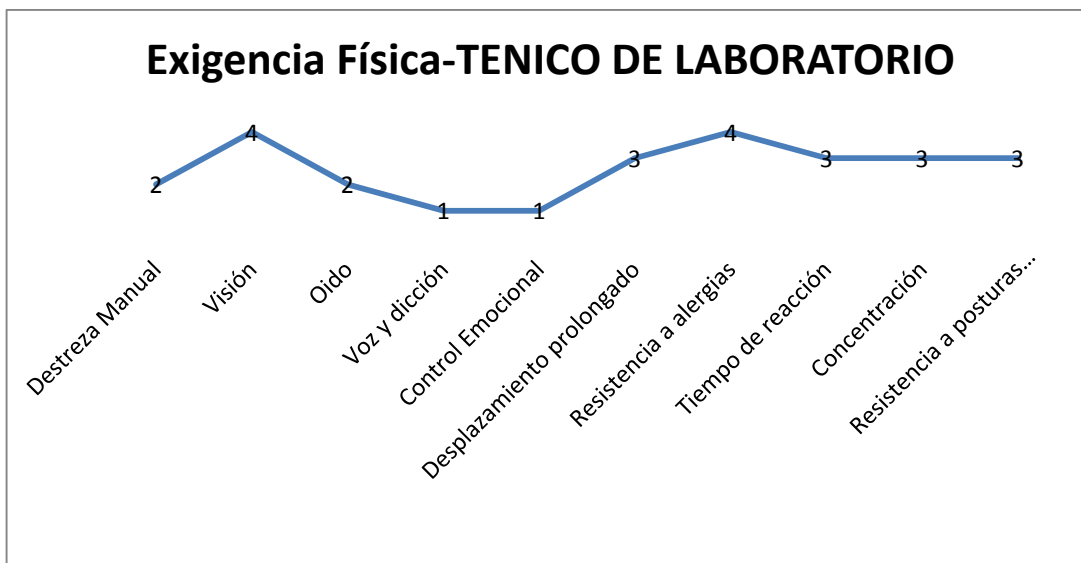 Exigencia Física-TENICO DE LABORATORIO
2
4
2
1
1
3
4
3
3
3
Destreza Manual
Visión
Oido
Voz y dicción
Control Emocional
Desplazamiento prolongado
Resistencia a alergias
Tiempo de reacción
Concentración
Resistencia a posturas...